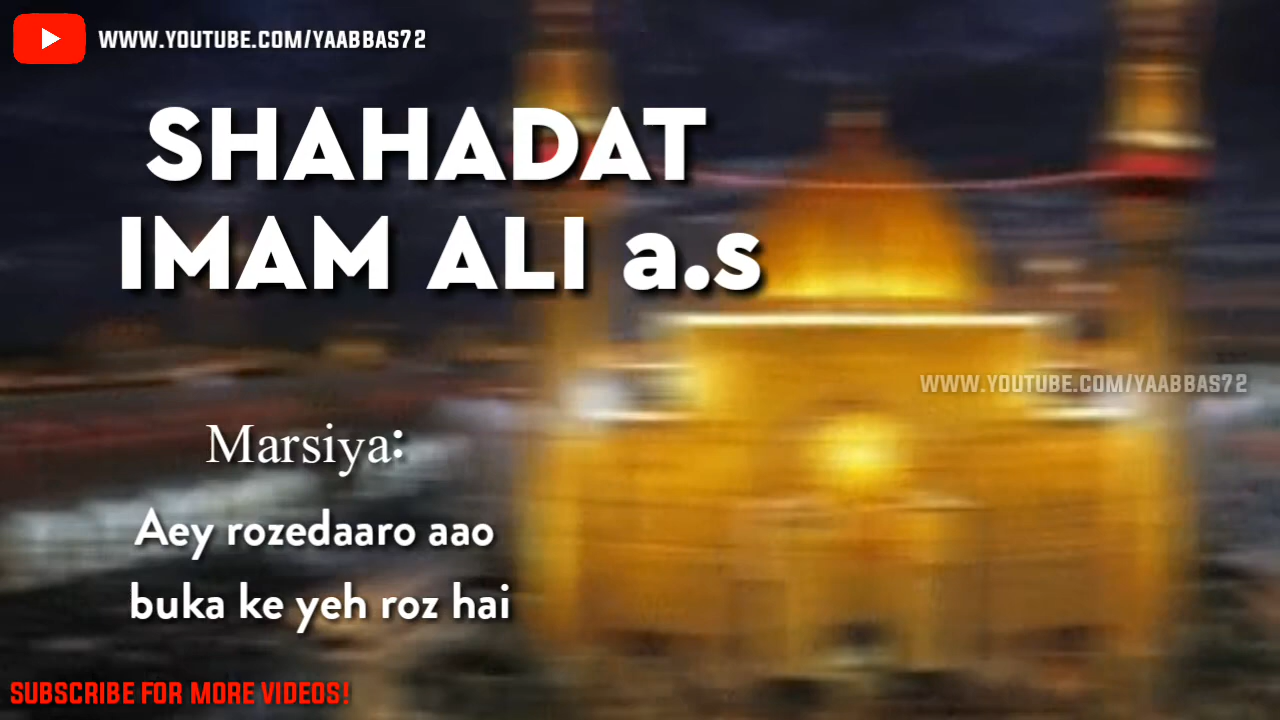 WWW.YOUTUBE.COM/YAABBAS72
SHAHADAT
IMAM ALI a.s
WWW.YOUTUBE.COM/YAABBAS72
Marsiya:
Aey rozedaaro aao
buka ke yeh roz hai
SUBSCRIBE FOR MORE VIDEOS!